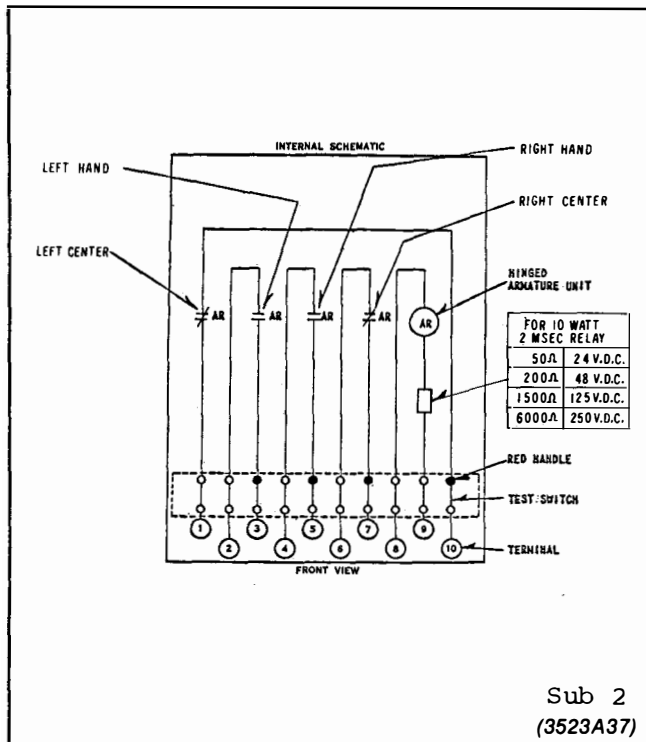 INTERNAL SCHEMATIC
LEFT HAND
RIGHT HAND
RIGHT CENTER
LEFT CENTER
HINGED
ARMATURE UNIT
AR
AR
AR
AR
AR
FOR 10 WATT
2 MSEC RELAY
50Ω 24 V.D.C.
200Ω 48 V.D.C.
1500Ω 125 V.D.C.
6000Ω 250 V.D.C.
RED HANDLE
TEST SWITCH
1 3 5 7 9
2 4 6 8 10
TERMINAL
FRONT VIEW
Sub 2
(3523A37)